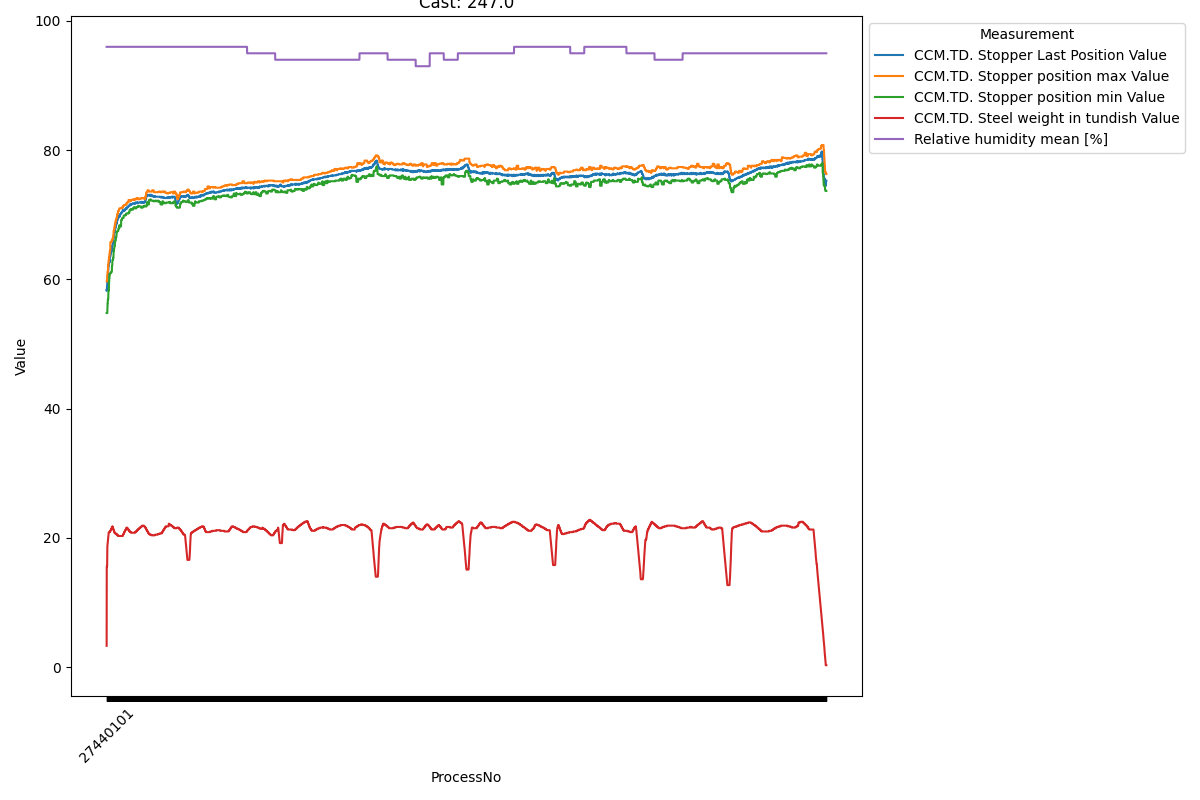 Cast: 247.0
Measurement
CCM.TD. Stopper Last Position Value
CCM.TD. Stopper position max Value
CCM.TD. Stopper position min Value
CCM.TD. Steel weight in tundish Value
Relative humidity mean [%]
100
80
60
40
20
0
Value
27440101
ProcessNo